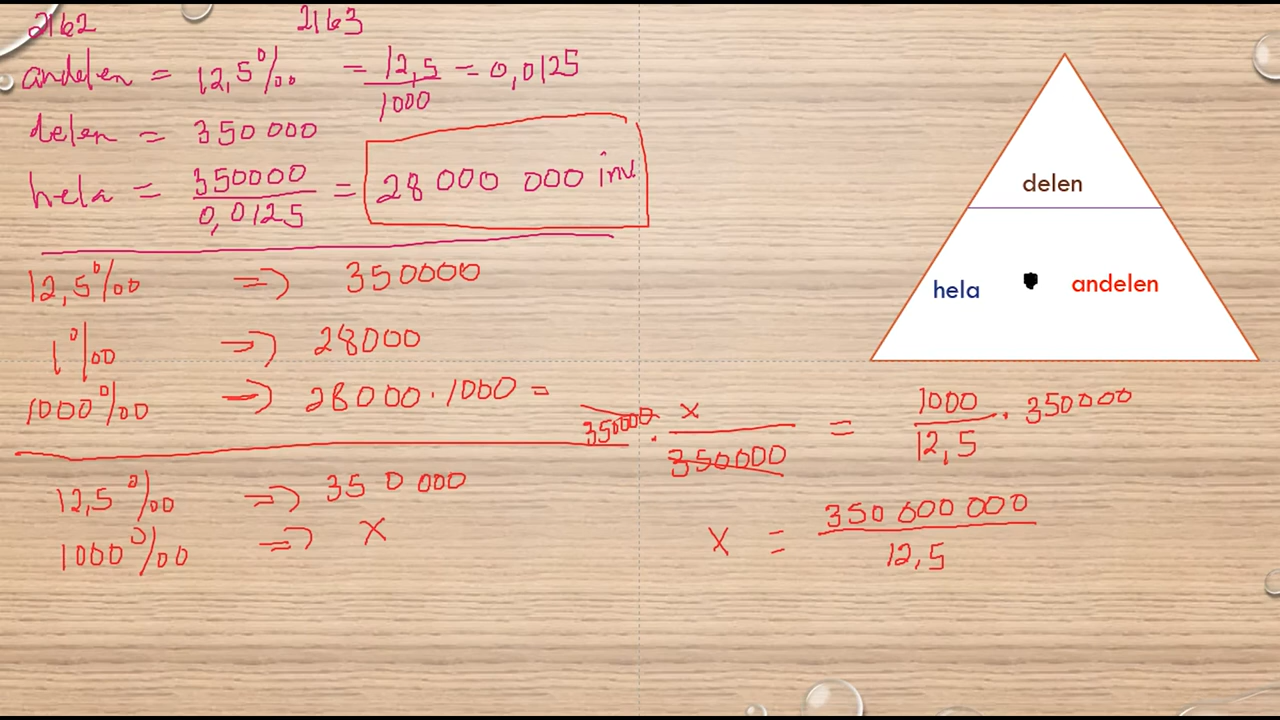 2162 2163
andelen = 12,5‰ = 12,5/1000 = 0,0125
delen = 350 000
hela = 350000/0,0125 = 28 000 000 inv
12,5‰ => 350000
1‰ => 28000
1000‰ => 28000·1000 =
12,5‰ => 350 000
1000‰ => x
350000 · x/350000 = 1000/12,5 · 350000
x = 350 000 000/12,5
delen
hela andelen